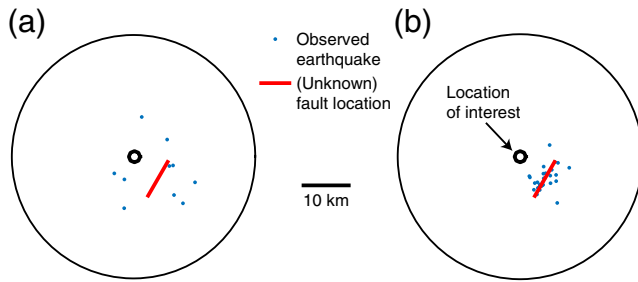 (a)
Observed
earthquake
(Unknown)
fault location
10 km
(b)
Location
of interest